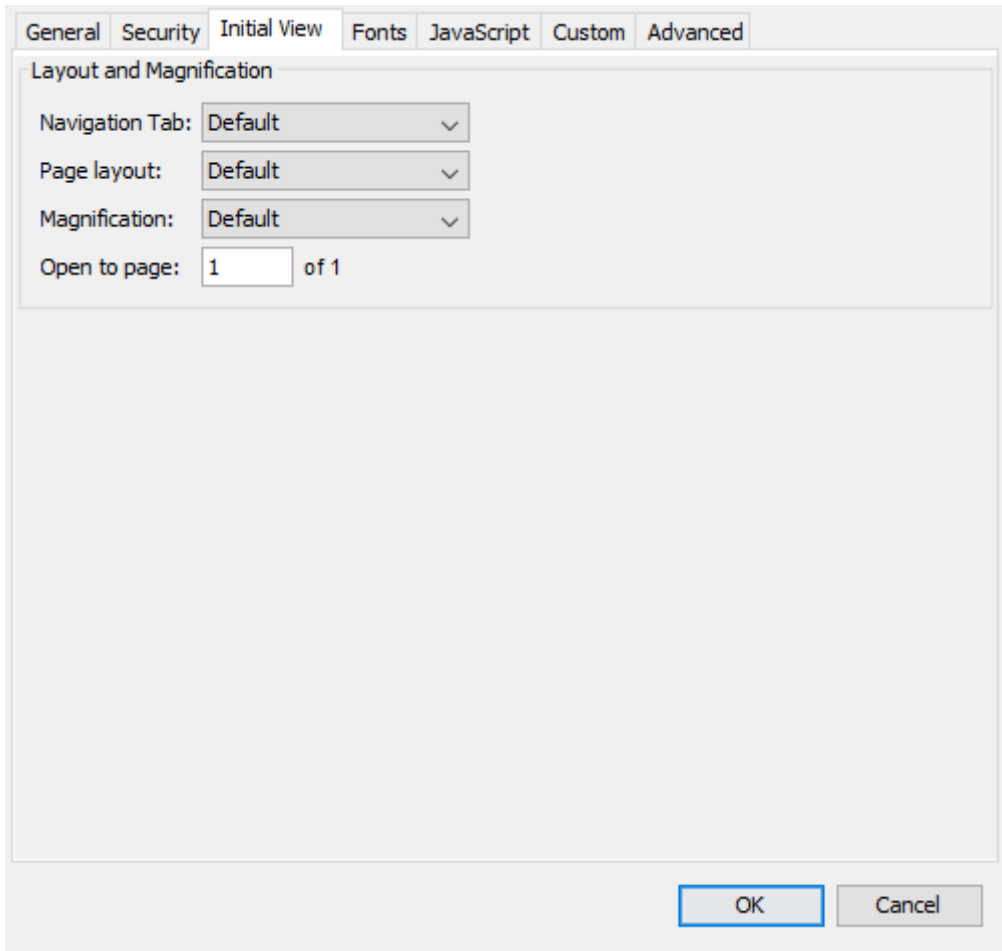 General Security Initial View Fonts JavaScript Custom Advanced
Layout and Magnification
Navigation Tab: Default
Page layout: Default
Magnification: Default
Open to page: 1 of 1
OK Cancel